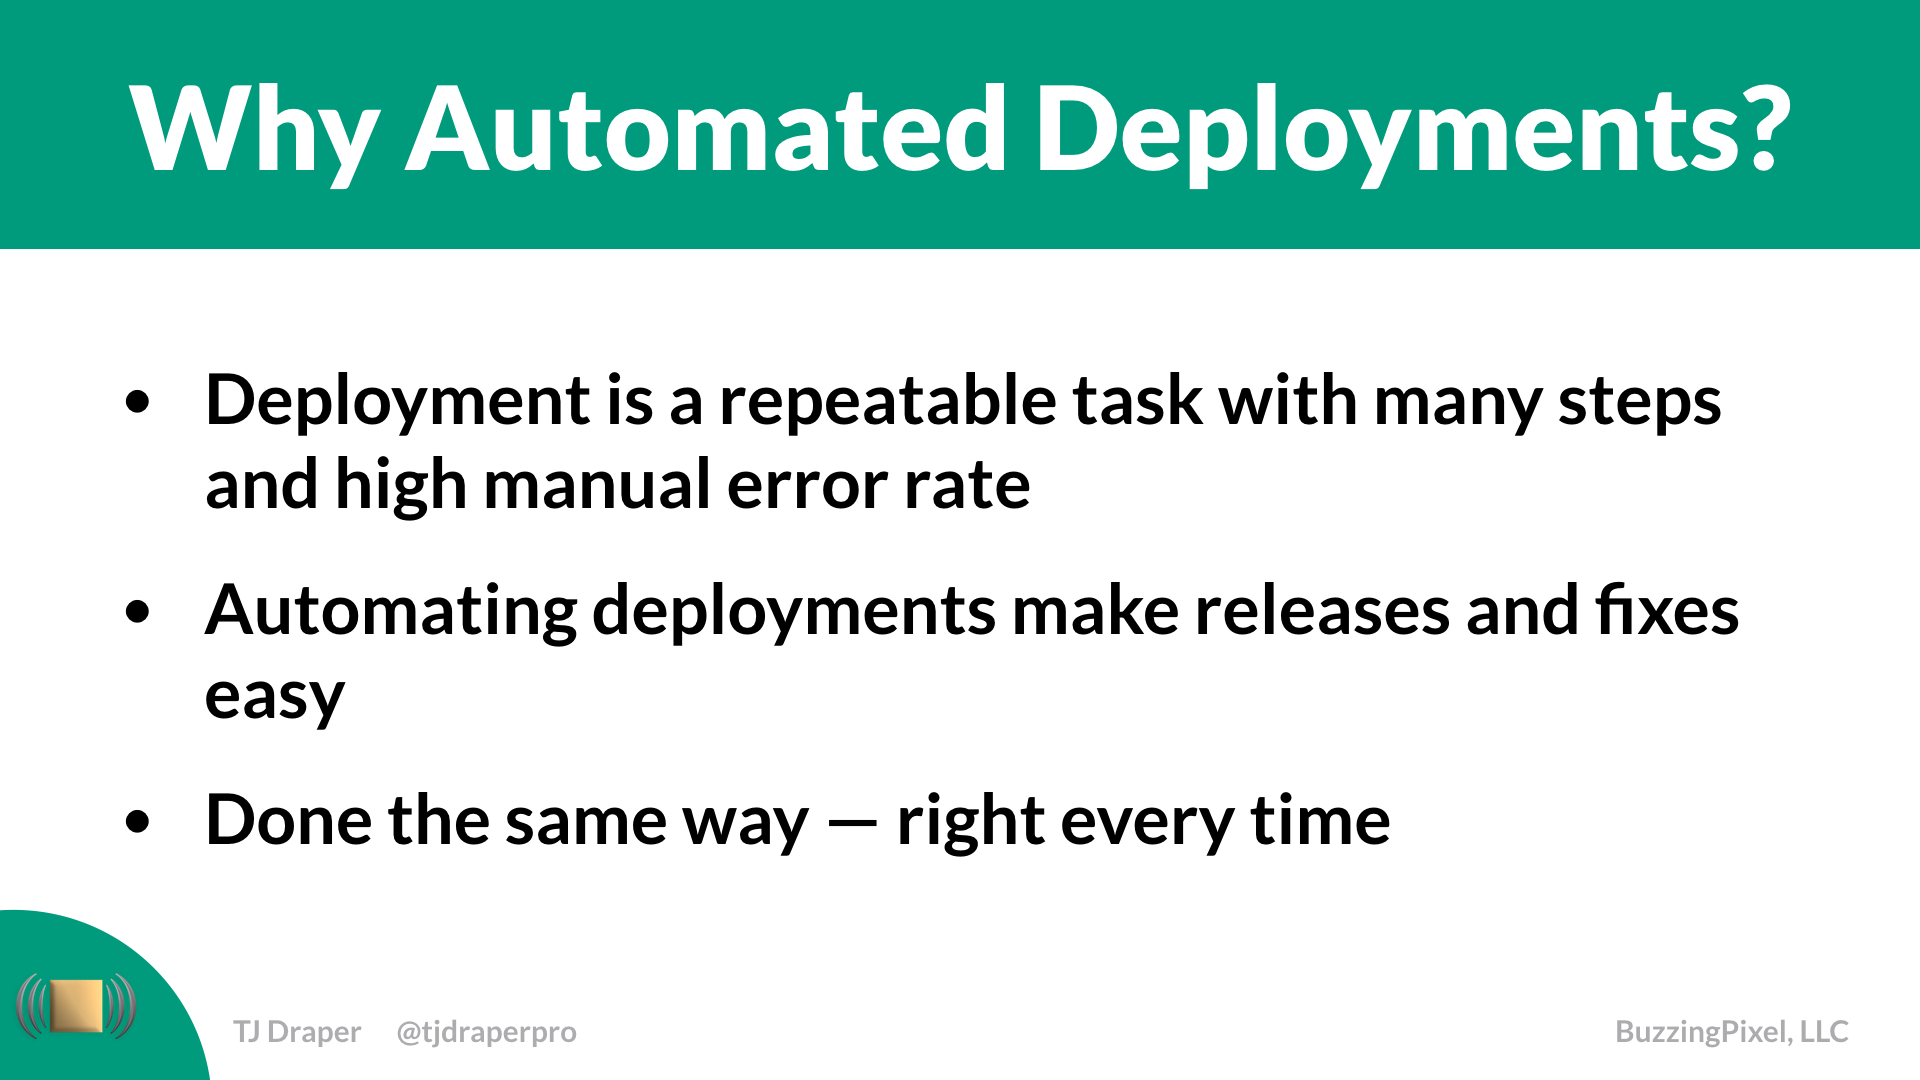 Why Automated Deployments?
• Deployment is a repeatable task with many steps
and high manual error rate
• Automating deployments make releases and fixes
easy
• Done the same way — right every time
TJ Draper @tjdraperpro
BuzzingPixel, LLC